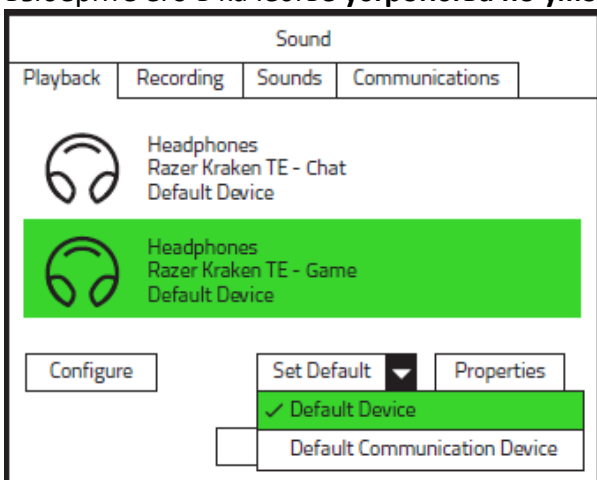 Sound
Playback Recording Sounds Communications
Headphones
Razer Kraken TE - Chat
Default Device
Headphones
Razer Kraken TE - Game
Default Device
Configure Set Default Properties
✓ Default Device
Default Communication Device